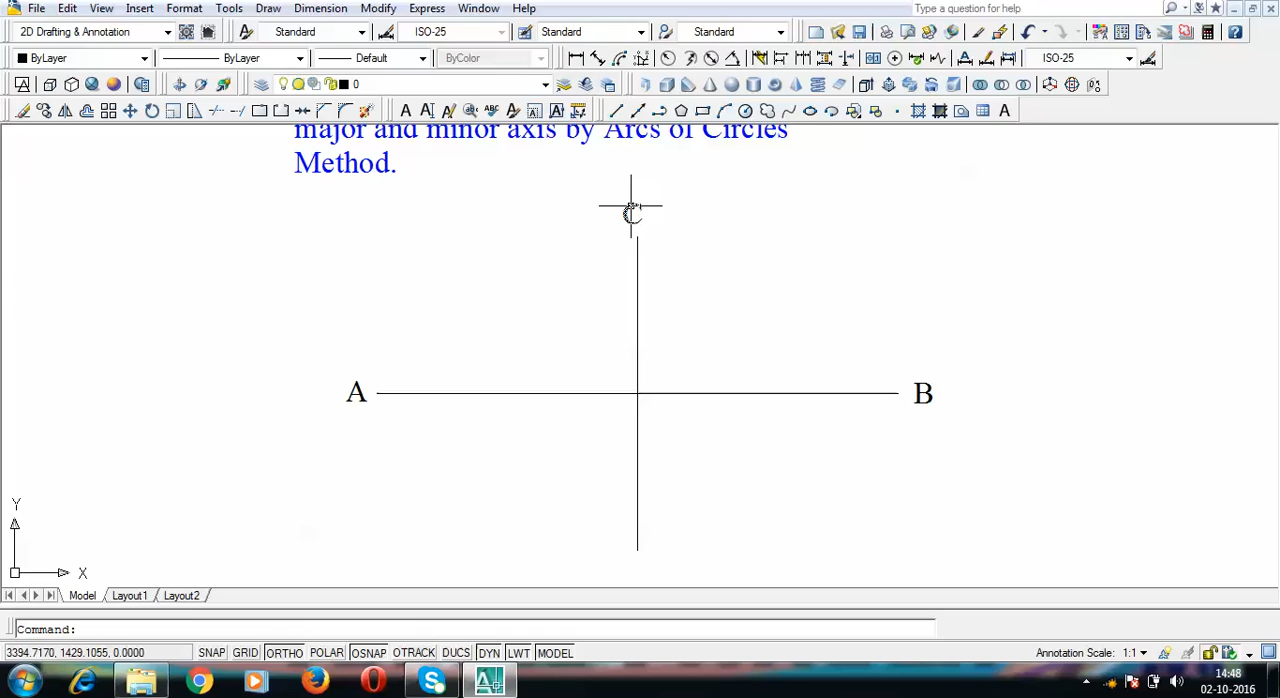 File Edit View Insert Format Tools Draw Dimension Modify Express Window Help Type a question for help
2D Drafting & Annotation Standard ISO-25 Standard Standard
ByLayer ByLayer Default ByColor ISO-25
0
major and minor axis by Arcs of Circles
Method.
C
A B
Y
X
Model Layout1 Layout2
Command:
3394.7170, 1429.1055, 0.0000 SNAP GRID ORTHO POLAR OSNAP OTRACK DUCS DYN LWT MODEL Annotation Scale: 1:1
14:48
02-10-2016